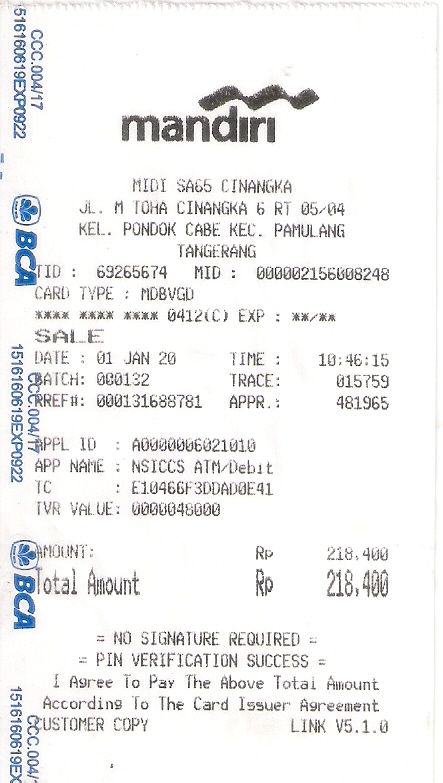 mandiri
MIDI SA65 CINANGKA
JL. M TOHA CINANGKA 6 RT 05/04
KEL. PONDOK CABE KEC. PAMULANG
TANGERANG
TID : 69265674 MID : 000002156008248
CARD TYPE : MDBVGD
**** **** **** 0412(C) EXP : **/**
SALE
DATE : 01 JAN 20 TIME : 10:46:15
BATCH: 000132 TRACE: 015759
RREF#: 000131688781 APPR.: 481965
APPL ID : A0000006021010
APP NAME : NSICCS ATM/Debit
TC : E10466F3DDAD0E41
TVR VALUE: 0000048000
AMOUNT: Rp 218,400
Total Amount Rp 218,400
= NO SIGNATURE REQUIRED =
= PIN VERIFICATION SUCCESS =
I Agree To Pay The Above Total Amount
According To The Card Issuer Agreement
CUSTOMER COPY LINK V5.1.0
CCC.004/17
1516160619EXP0922
BCA
CCC.004/17
1516160619EXP0922
BCA
CCC.004/1
1516160619EXP